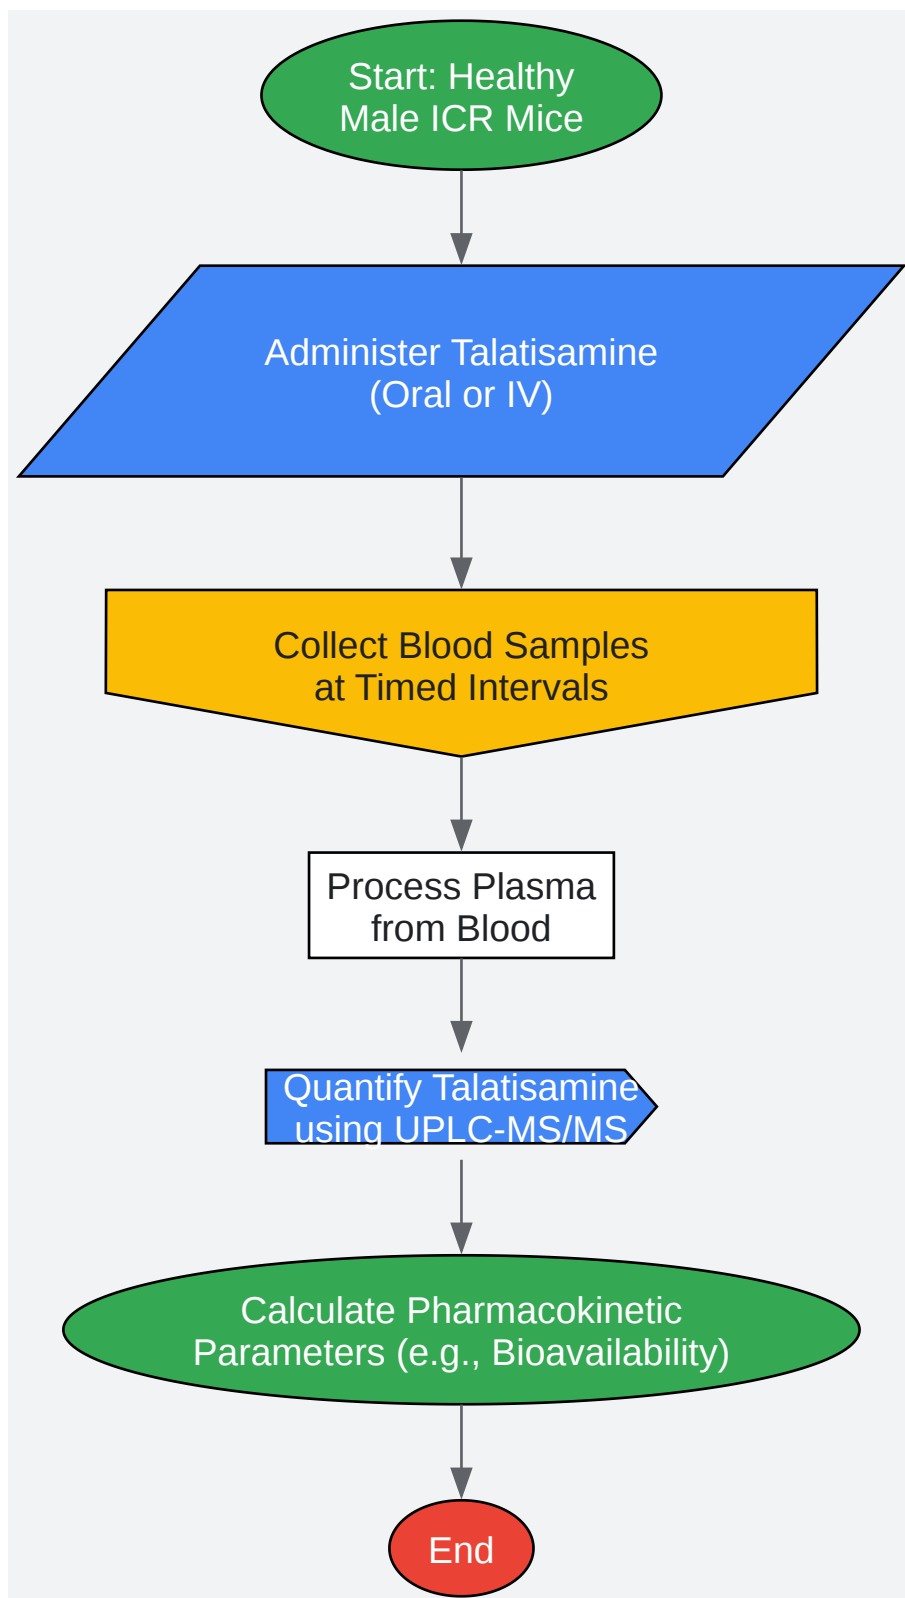 Start: Healthy
Male ICR Mice
Administer Talatisamine
(Oral or IV)
Collect Blood Samples
at Timed Intervals
Process Plasma
from Blood
Quantify Talatisamine
using UPLC-MS/MS
Calculate Pharmacokinetic
Parameters (e.g., Bioavailability)
End